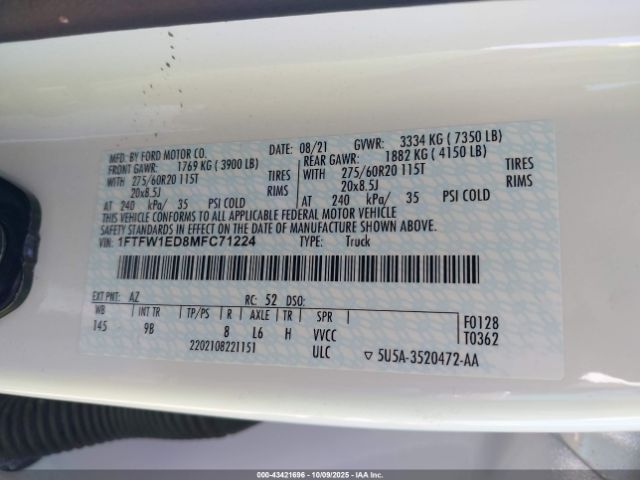 MFD. BY FORD MOTOR CO. DATE: 08/21 GVWR: 3334 KG ( 7350 LB)
FRONT GAWR: 1769 KG ( 3900 LB) REAR GAWR: 1882 KG ( 4150 LB)
WITH 275/60R20 115T TIRES WITH 275/60R20 115T TIRES
20x8.5J RIMS 20x8.5J RIMS
AT 240 kPa/ 35 PSI COLD AT 240 kPa/ 35 PSI COLD
THIS VEHICLE CONFORMS TO ALL APPLICABLE FEDERAL MOTOR VEHICLE
SAFETY STANDARDS IN EFFECT ON THE DATE OF MANUFACTURE SHOWN ABOVE.
VIN: 1FTFW1ED8MFC71224 TYPE: Truck
EXT PNT: AZ RC: 52 DSO:
WB INT TR TP/PS R AXLE TR SPR F0128
145 9B 8 L6 H VVCC T0362
2202108221151 ULC ▽ 5U5A-3520472-AA
000-43421696 - 10/09/2025 - IAA Inc.